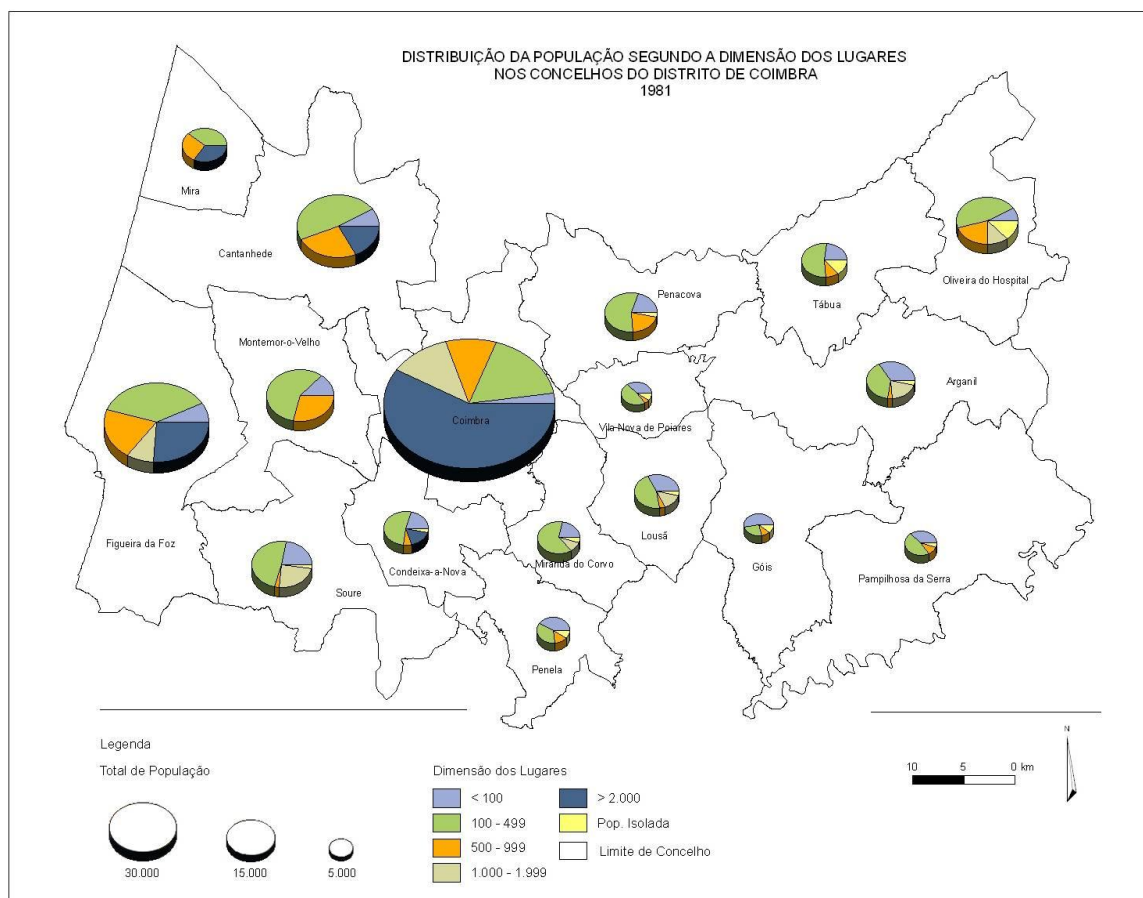 DISTRIBUIÇÃO DA POPULAÇÃO SEGUNDO A DIMENSÃO DOS LUGARES
NOS CONCELHOS DO DISTRITO DE COIMBRA
1981
Mira
Cantanhede
Oliveira do Hospital
Tábua
Penacova
Montemor-o-Velho
Arganil
Coimbra
Vila Nova de Poiares
Figueira da Foz
Soure
Condeixa-a-Nova
Miranda do Corvo
Lousã
Góis
Pampilhosa da Serra
Penela
Legenda
Total de População
30.000
15.000
5.000
Dimensão dos Lugares
< 100
100 - 499
500 - 999
1.000 - 1.999
> 2.000
Pop. Isolada
Limite de Concelho
10 5 0 km
N